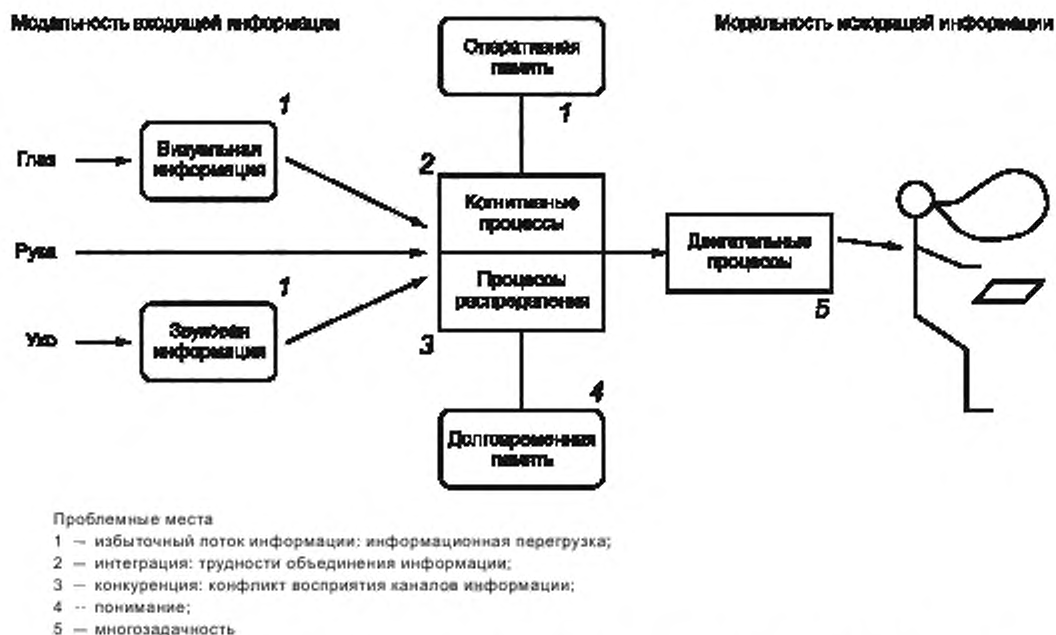 Модальность входящей информации
Модальность исходящей информации
Оперативная
память
1
1
Глаз
Визуальная
информация
2
Когнитивные
процессы
Рука
Двигательные
процессы
Процессы
распределения
1
5
Ухо
Звуковая
информация
3
4
Долговременная
память
Проблемные места
1 — избыточный поток информации: информационная перегрузка;
2 — интеграция: трудности объединения информации;
3 — конкуренция: конфликт восприятия каналов информации;
4 -- понимание;
5 — многозадачность